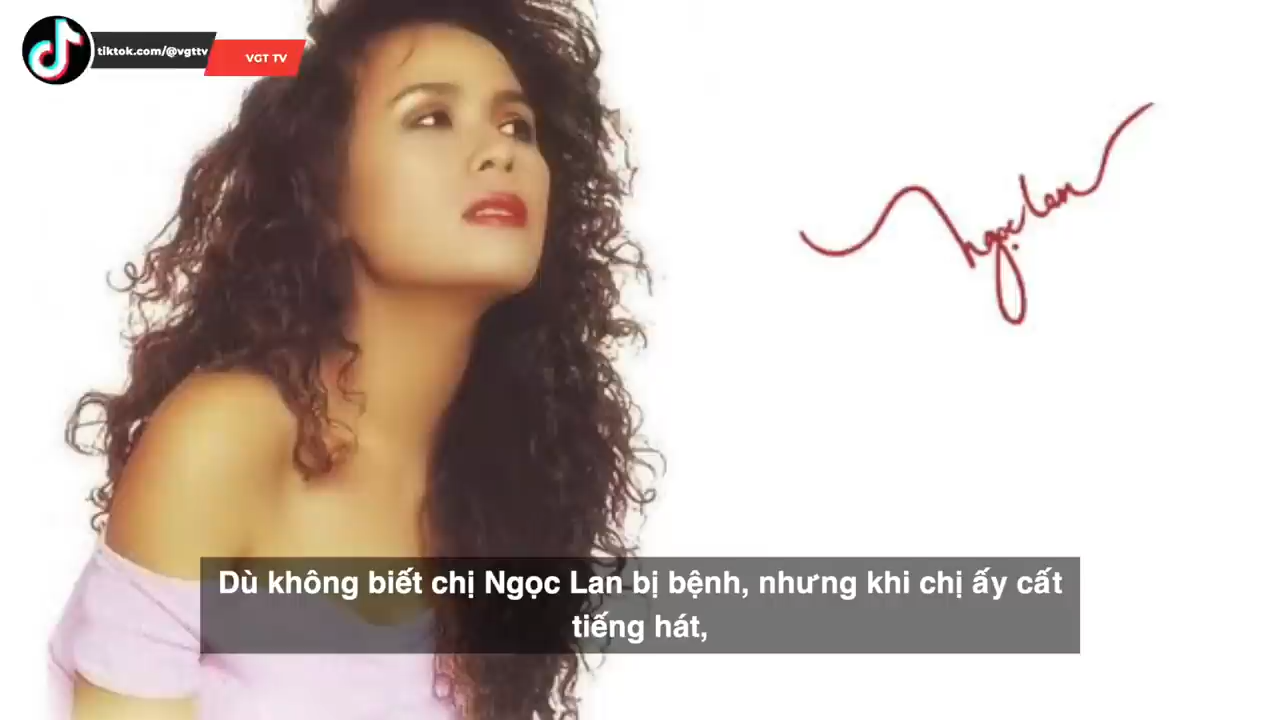 tiktok.com/@vgttv
VGT TV
Ngọc Lan
Dù không biết chị Ngọc Lan bị bệnh, nhưng khi chị ấy cất
tiếng hát,